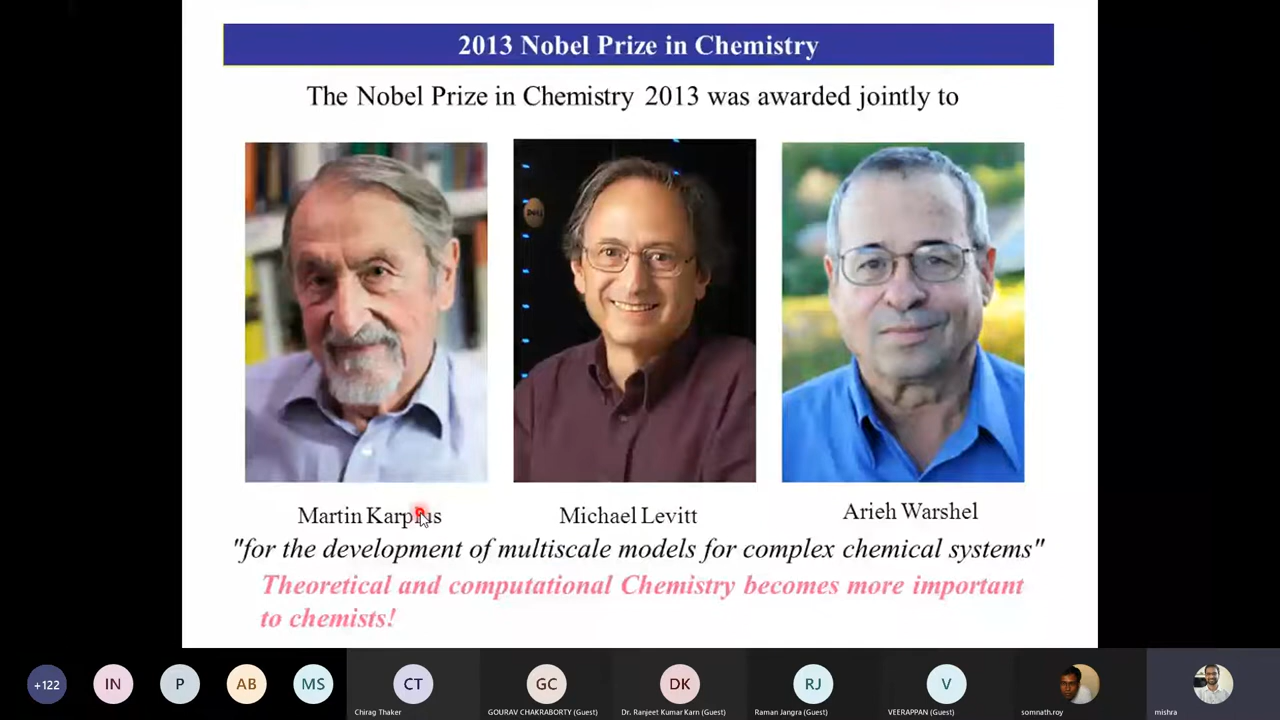 2013 Nobel Prize in Chemistry
The Nobel Prize in Chemistry 2013 was awarded jointly to
DELL
Martin Karplus
Michael Levitt
Arieh Warshel
"for the development of multiscale models for complex chemical systems"
Theoretical and computational Chemistry becomes more important
to chemists!
+122
IN
P
AB
MS
CT
GC
DK
RJ
V
Chirag Thaker
GOURAV CHAKRABORTY (Guest)
Dr. Ranjeet Kumar Karn (Guest)
Raman Jangra (Guest)
VEERAPPAN (Guest)
somnath.roy
mishra